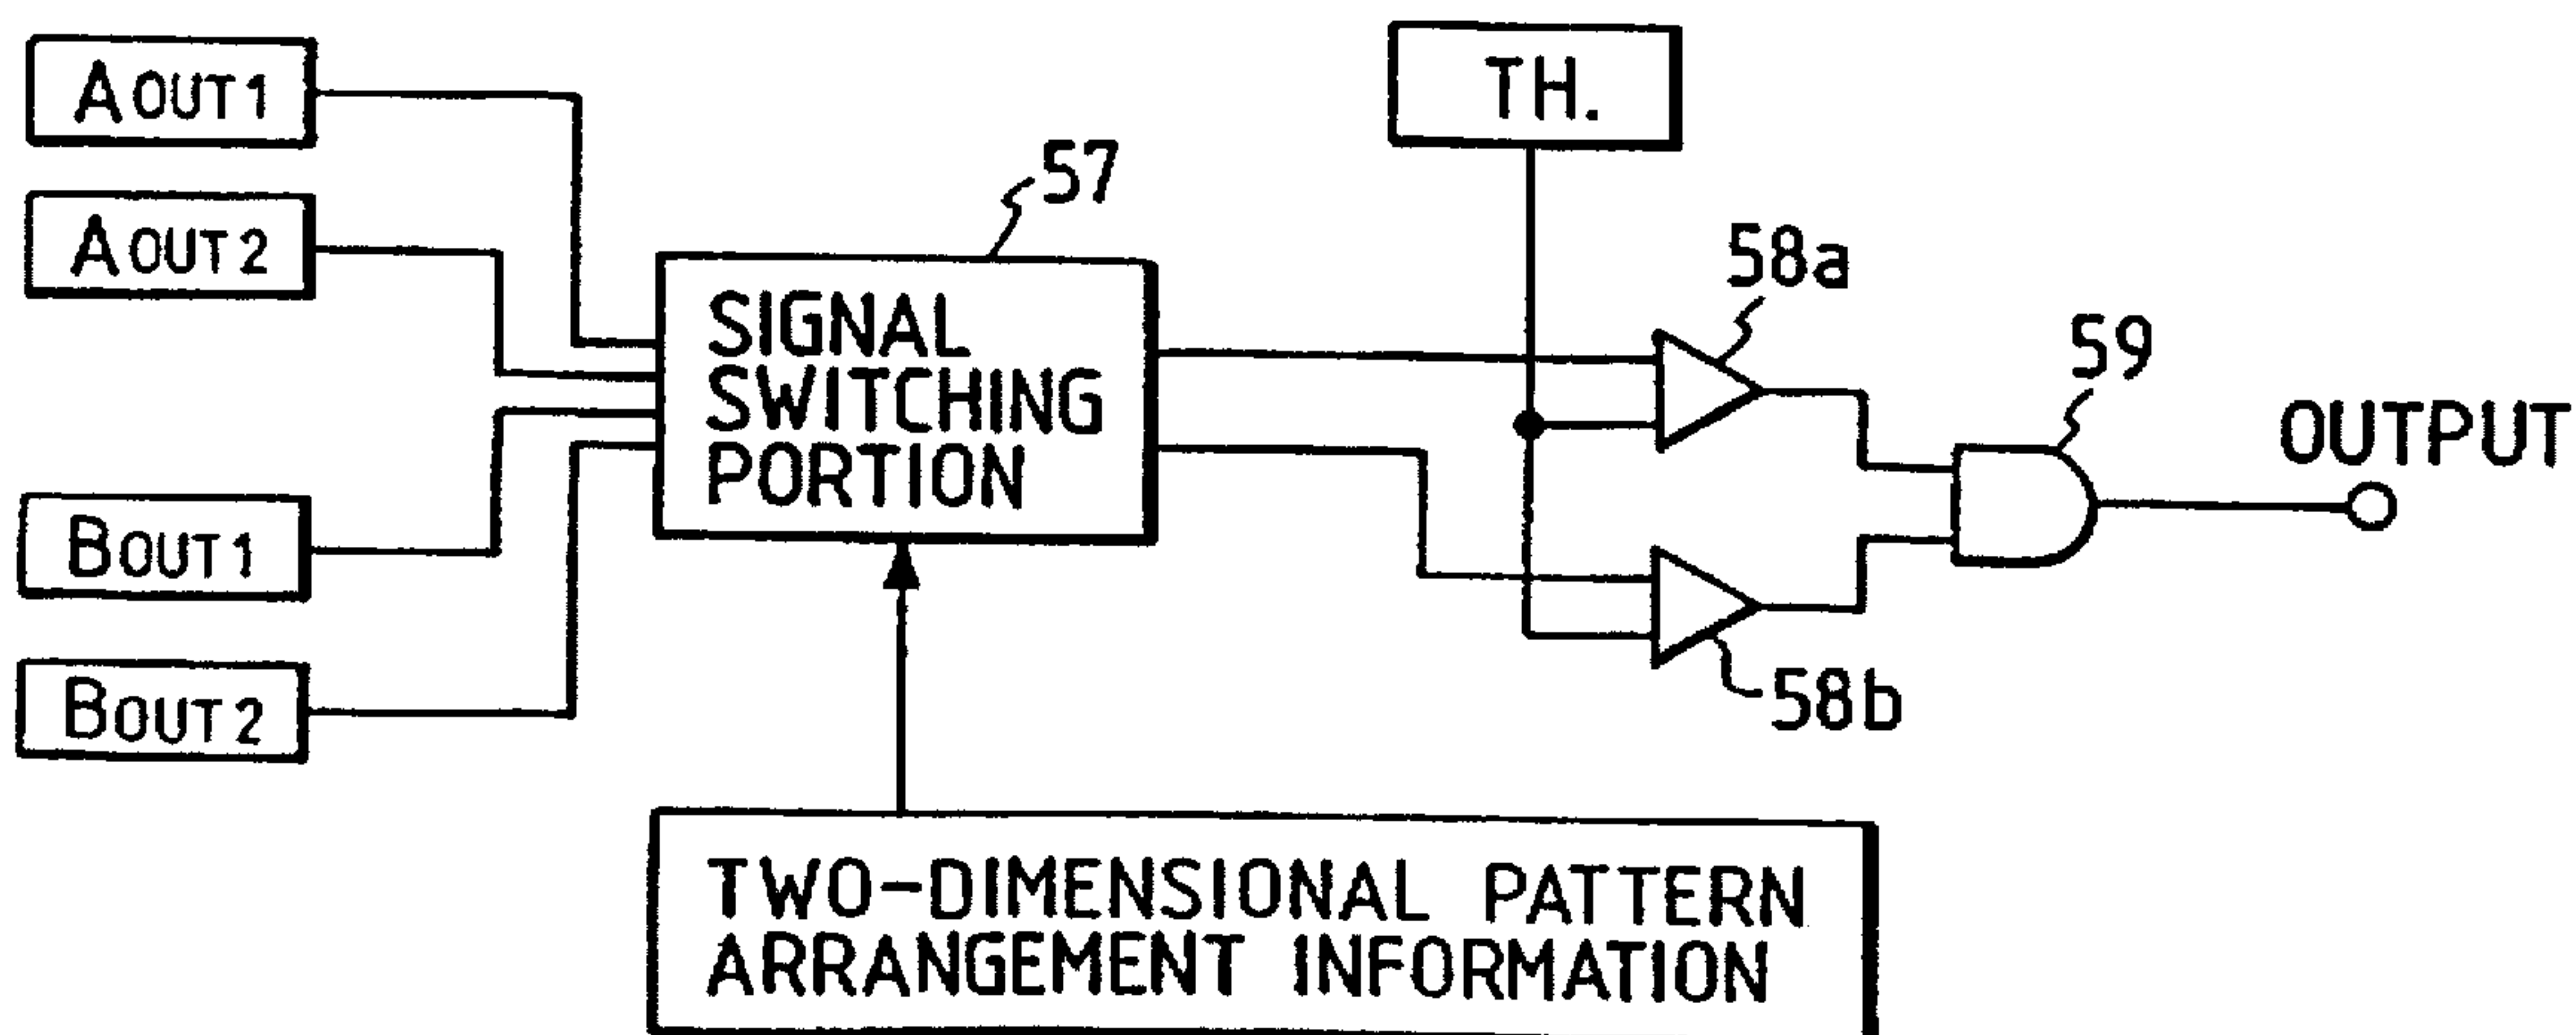 AOUT1
TH.
57
AOUT2
58a
SIGNAL
SWITCHING
PORTION
59
OUTPUT
BOUT1
BOUT2
58b
TWO-DIMENSIONAL PATTERN
ARRANGEMENT INFORMATION